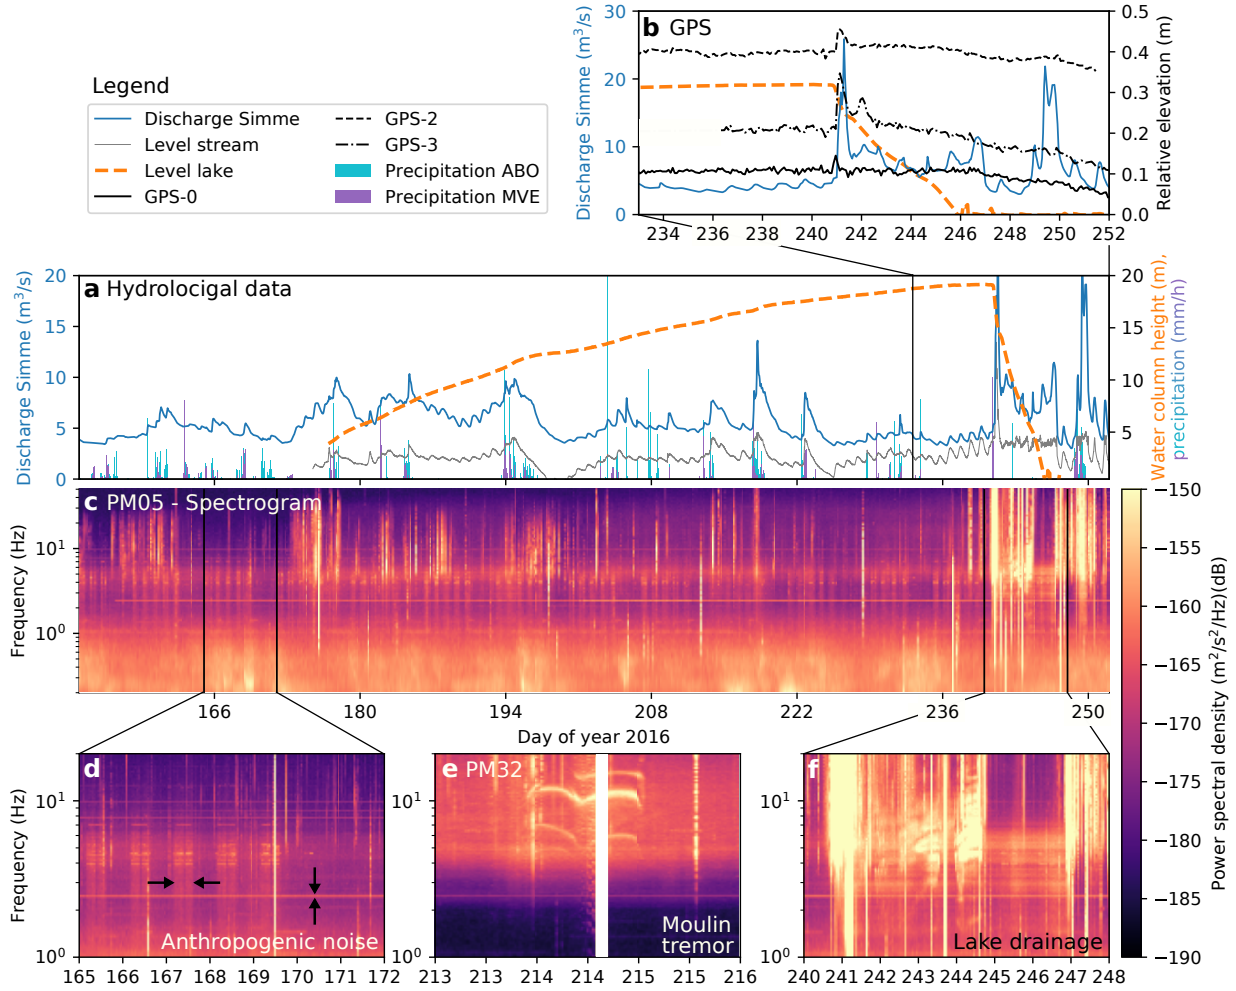 Legend
Discharge Simme
Level stream
Level lake
GPS-0
GPS-2
GPS-3
Precipitation ABO
Precipitation MVE
b GPS
Discharge Simme (m³/s)
30
20
10
0
0.5
0.4
0.3
0.2
0.1
0.0
Relative elevation (m)
234 236 238 240 242 244 246 248 250 252
a Hydrolocigal data
Discharge Simme (m³/s)
20
15
10
5
0
20
15
10
5
Water column height (m),
precipitation (mm/h)
c PM05 - Spectrogram
Frequency (Hz)
10¹
10⁰
166 180 194 208 222 236 250
Day of year 2016
−150
−155
−160
−165
−170
−175
−180
−185
−190
Power spectral density (m²/s²/Hz)(dB)
d
Frequency (Hz)
10¹
10⁰
Anthropogenic noise
165 166 167 168 169 170 171 172
e PM32
10¹
10⁰
Moulin
tremor
213 213 214 214 215 215 216
f
10¹
10⁰
Lake drainage
240 241 242 243 244 245 246 247 248